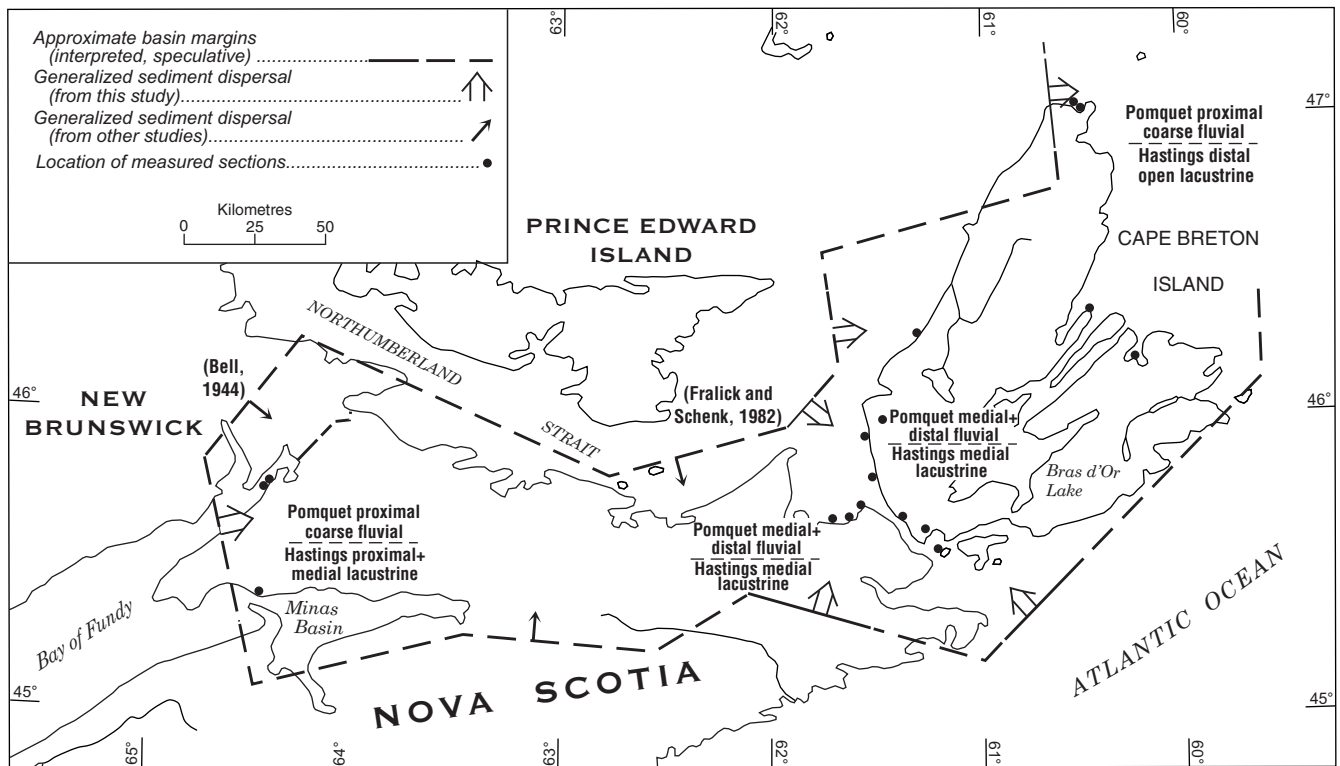 Approximate basin margins
(interpreted, speculative)
Generalized sediment dispersal
(from this study)
Generalized sediment dispersal
(from other studies)
Location of measured sections
Kilometres
0 25 50
63° 62° 61° 60°
47°
47°
Pomquet proximal
coarse fluvial
Hastings distal
open lacustrine
PRINCE EDWARD
ISLAND
CAPE BRETON
ISLAND
NORTHUMBERLAND
STRAIT
(Bell,
1944)
(Fralick and
Schenk, 1982)
46°
46°
NEW
BRUNSWICK
Pomquet medial+
distal fluvial
Hastings medial
lacustrine
Bras d'Or
Lake
Pomquet proximal
coarse fluvial
Hastings proximal+
medial lacustrine
Pomquet medial+
distal fluvial
Hastings medial
lacustrine
Bay of Fundy
Minas
Basin
ATLANTIC OCEAN
NOVA SCOTIA
45°
45°
65° 64° 63° 62° 61° 60°